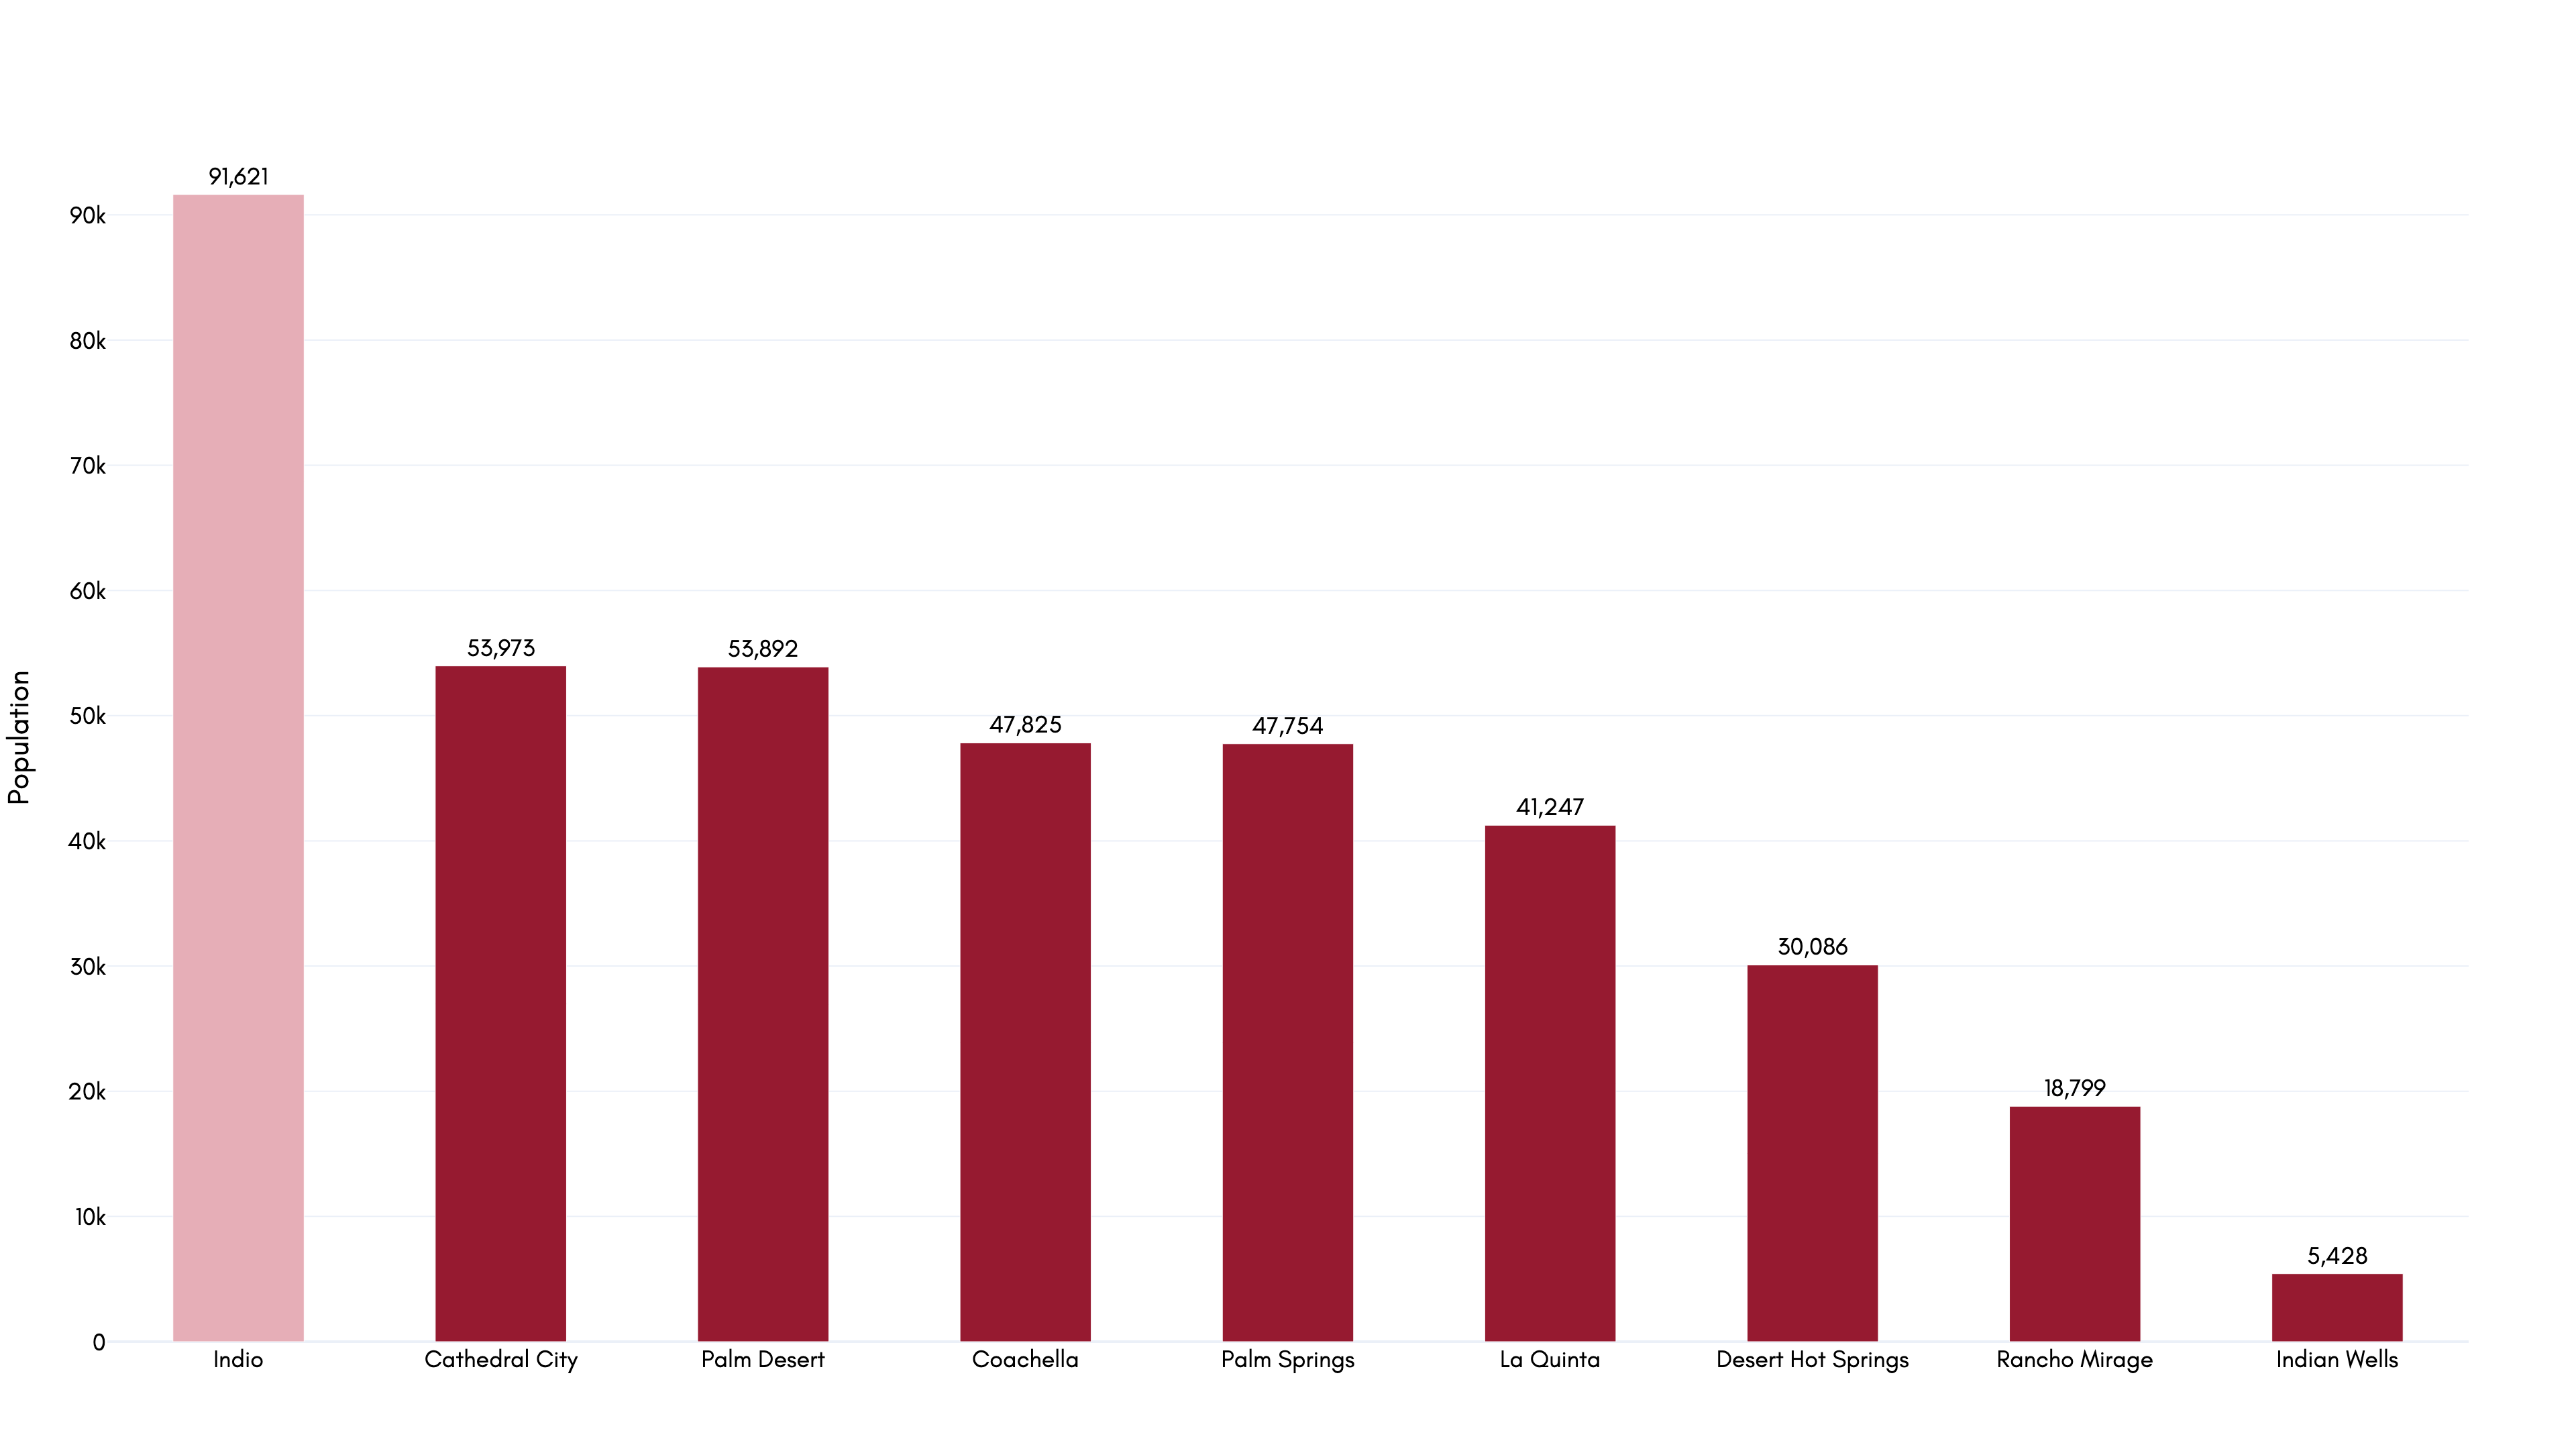 91,621
90k
80k
70k
60k
53,973
53,892
50k
47,825
47,754
Population
41,247
40k
30,086
30k
20k
18,799
10k
5,428
0
Indio
Cathedral City
Palm Desert
Coachella
Palm Springs
La Quinta
Desert Hot Springs
Rancho Mirage
Indian Wells